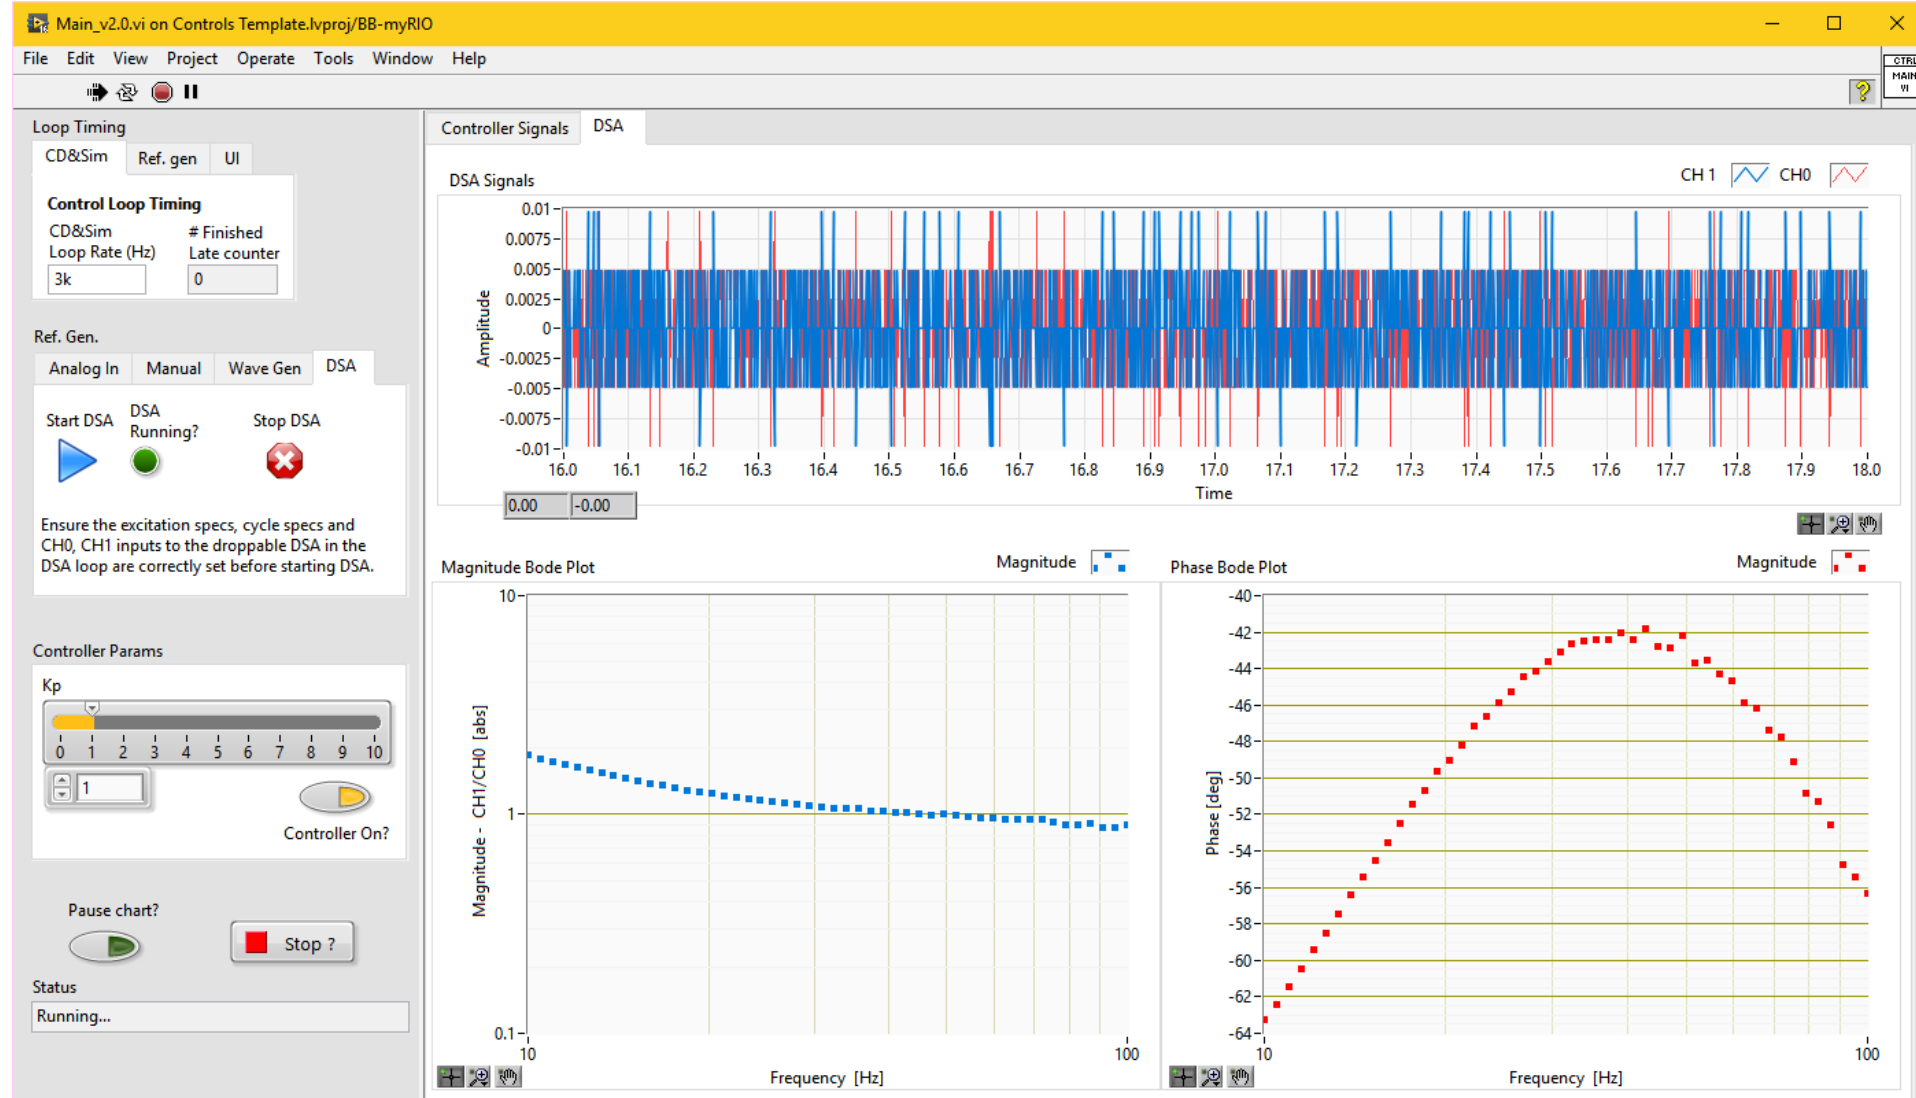 Main_v2.0.vi on Controls Template.lvproj/BB-myRIO
File Edit View Project Operate Tools Window Help
CTRL
MAIN
VI
Loop Timing
CD&Sim Ref. gen UI
Control Loop Timing
CD&Sim
Loop Rate (Hz)
# Finished
Late counter
3k 0
Ref. Gen.
Analog In Manual Wave Gen DSA
Start DSA
DSA
Running?
Stop DSA
Ensure the excitation specs, cycle specs and
CH0, CH1 inputs to the droppable DSA in the
DSA loop are correctly set before starting DSA.
Controller Params
Kp
0 1 2 3 4 5 6 7 8 9 10
1
Controller On?
Pause chart?
Stop ?
Status
Running...
Controller Signals DSA
DSA Signals
CH 1 CH0
Amplitude
0.01
0.0075
0.005
0.0025
0
-0.0025
-0.005
-0.0075
-0.01
16.0 16.1 16.2 16.3 16.4 16.5 16.6 16.7 16.8 16.9 17.0 17.1 17.2 17.3 17.4 17.5 17.6 17.7 17.8 17.9 18.0
Time
0.00 -0.00
Magnitude Bode Plot
Magnitude
Magnitude - CH1/CH0 [abs]
10
1
0.1
10 100
Frequency [Hz]
Phase Bode Plot
Magnitude
Phase [deg]
-40
-42
-44
-46
-48
-50
-52
-54
-56
-58
-60
-62
-64
10 100
Frequency [Hz]